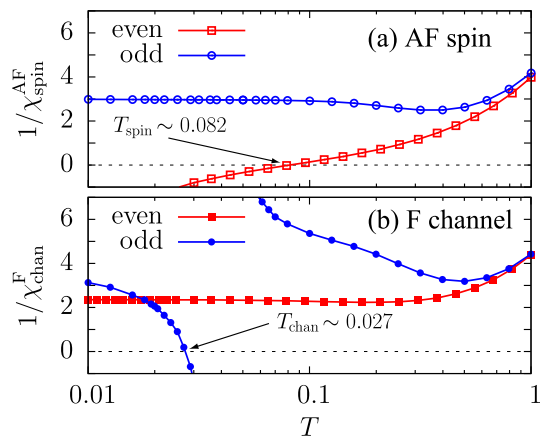 6
4
2
0
1/χ^AF_spin
even
odd
(a) AF spin
T_spin ∼ 0.082
6
4
2
0
1/χ^F_chan
even
odd
(b) F channel
T_chan ∼ 0.027
0.01
0.1
1
T